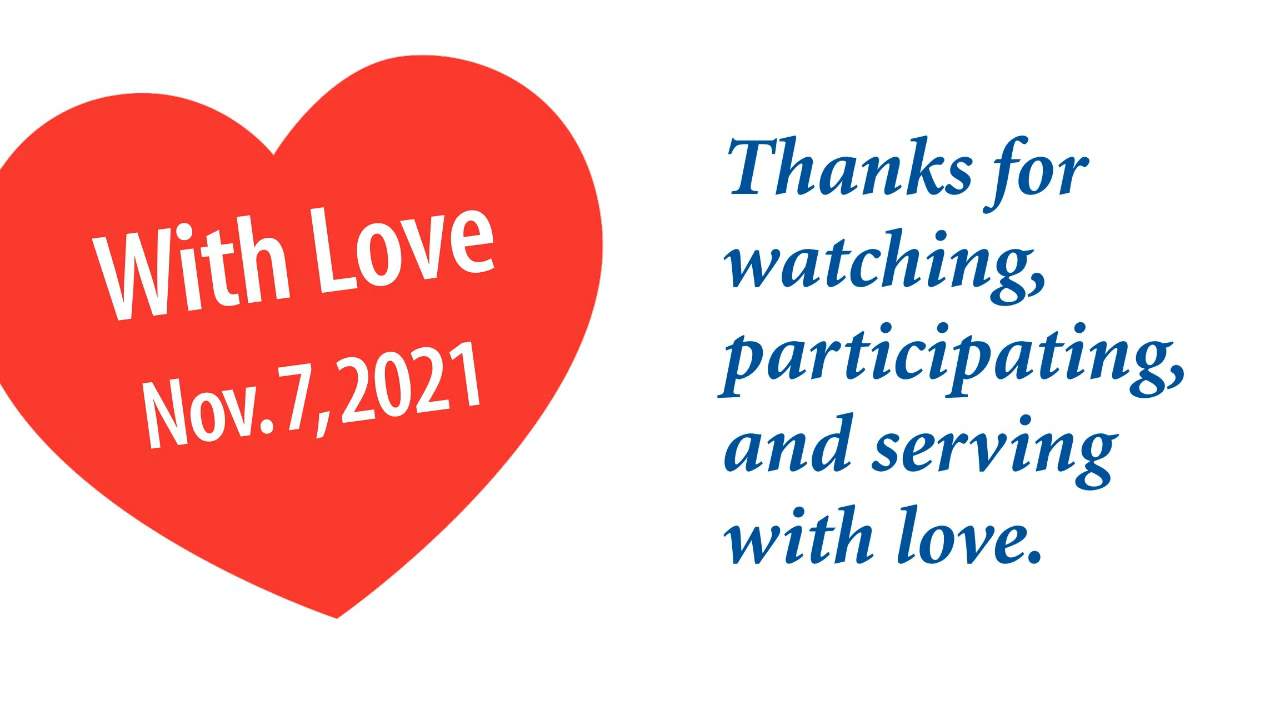 With Love
Nov. 7, 2021
Thanks for
watching,
participating,
and serving
with love.